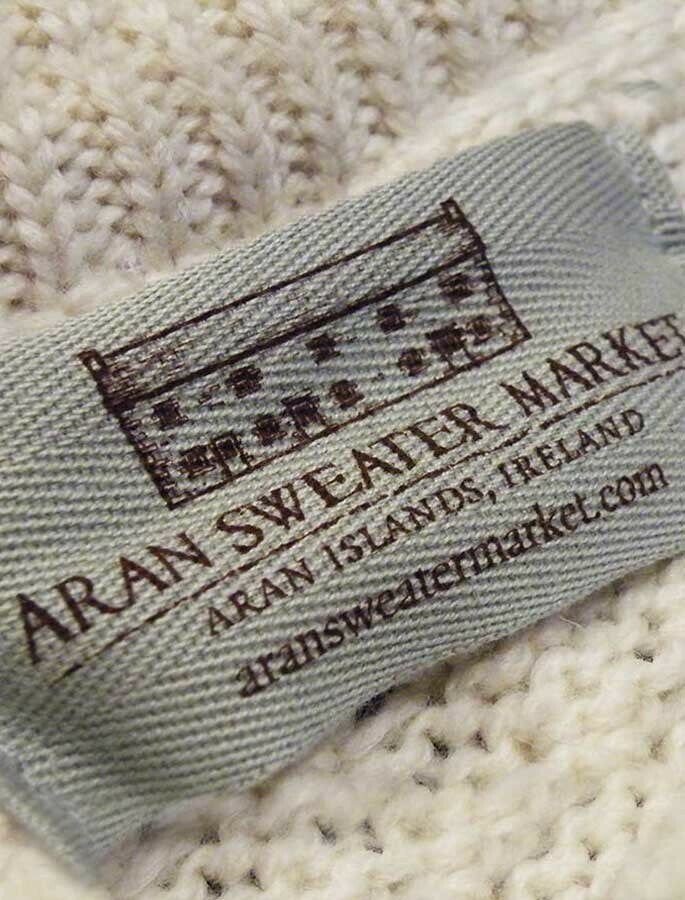 ARAN SWEATER MARKET
ARAN ISLANDS, IRELAND
aransweatermarket.com